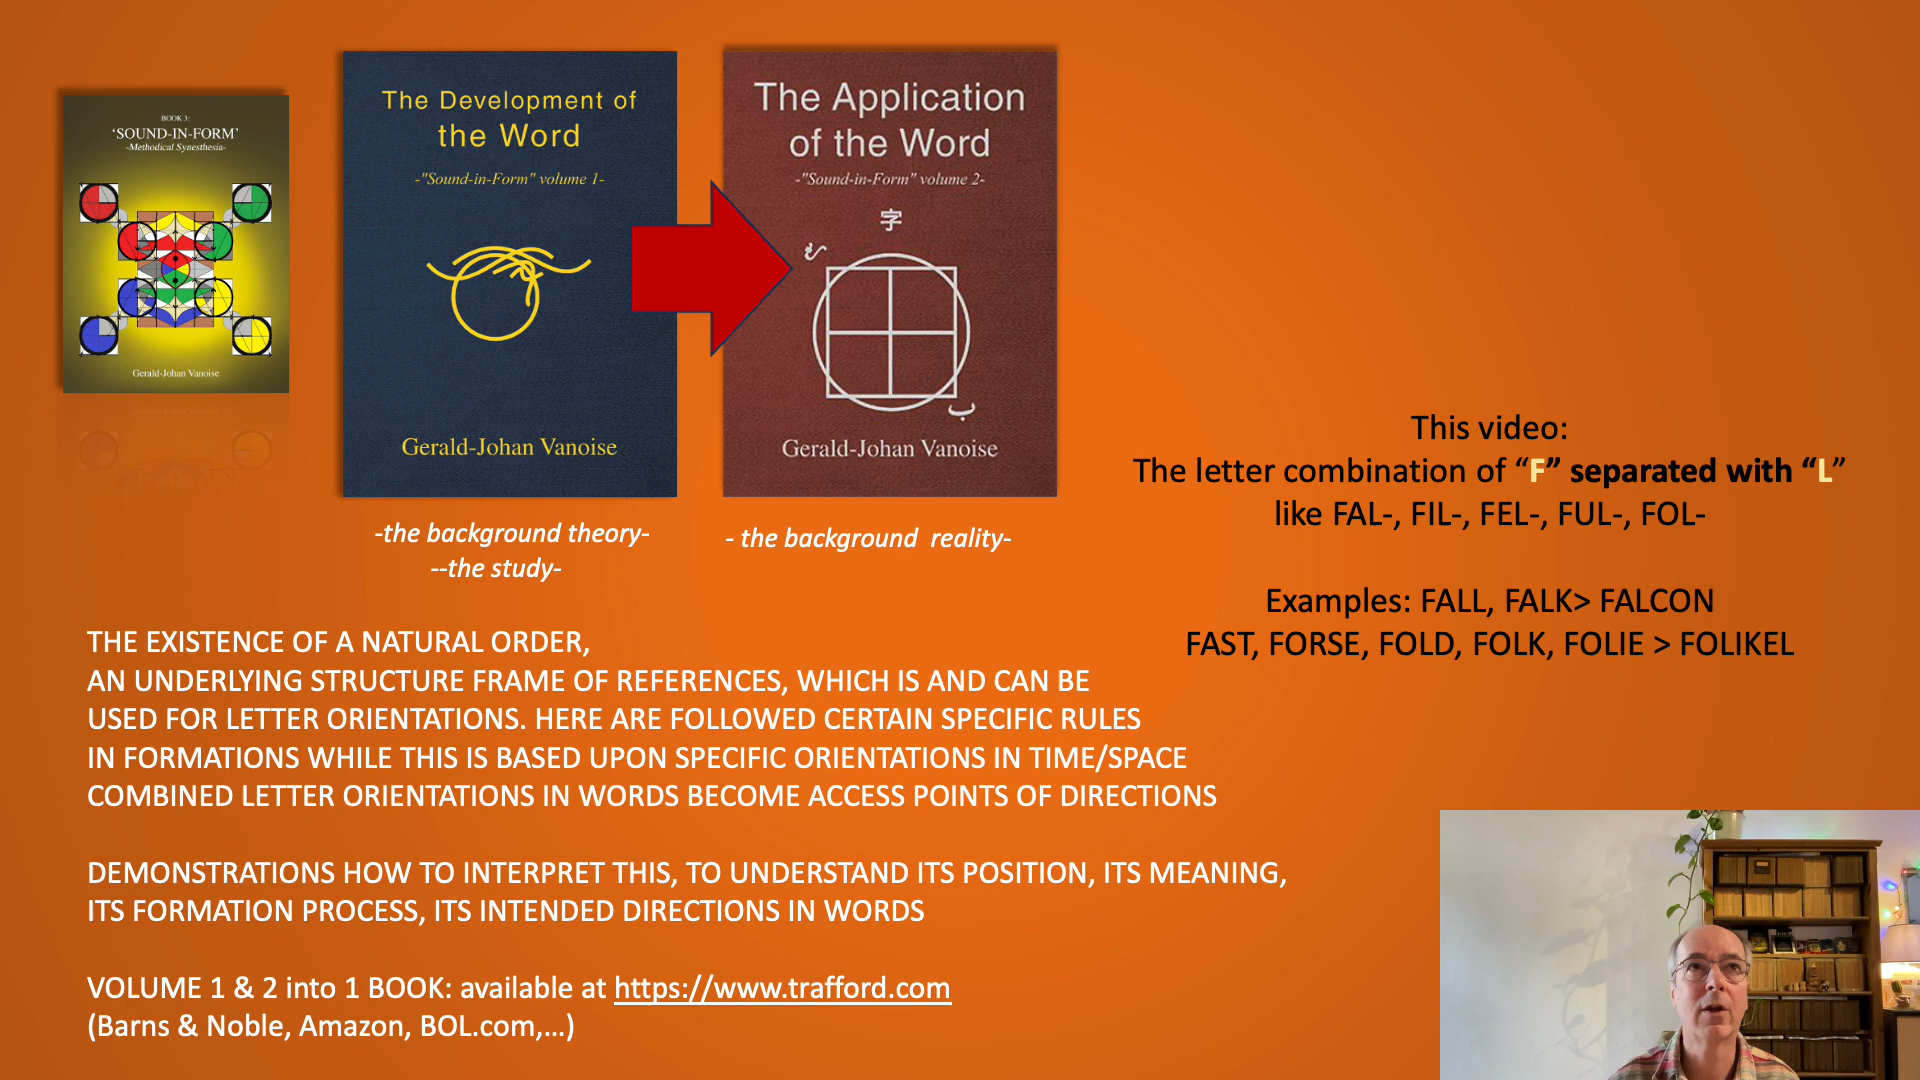 BOOK 3:
‘SOUND-IN-FORM’
-Methodical Synesthesia-
Gerald-Johan Vanoise
The Development of
the Word
-"Sound-in-Form" volume 1-
Gerald-Johan Vanoise
The Application
of the Word
-"Sound-in-Form" volume 2-
字
ب
Gerald-Johan Vanoise
-the background theory-
--the study-
- the background  reality-
This video:
The letter combination of “F” separated with “L”
like FAL-, FIL-, FEL-, FUL-, FOL-
Examples: FALL, FALK> FALCON
FAST, FORSE, FOLD, FOLK, FOLIE > FOLIKEL
THE EXISTENCE OF A NATURAL ORDER,
AN UNDERLYING STRUCTURE FRAME OF REFERENCES, WHICH IS AND CAN BE
USED FOR LETTER ORIENTATIONS. HERE ARE FOLLOWED CERTAIN SPECIFIC RULES
IN FORMATIONS WHILE THIS IS BASED UPON SPECIFIC ORIENTATIONS IN TIME/SPACE
COMBINED LETTER ORIENTATIONS IN WORDS BECOME ACCESS POINTS OF DIRECTIONS
DEMONSTRATIONS HOW TO INTERPRET THIS, TO UNDERSTAND ITS POSITION, ITS MEANING,
ITS FORMATION PROCESS, ITS INTENDED DIRECTIONS IN WORDS
VOLUME 1 & 2 into 1 BOOK: available at https://www.trafford.com
(Barns & Noble, Amazon, BOL.com,...)